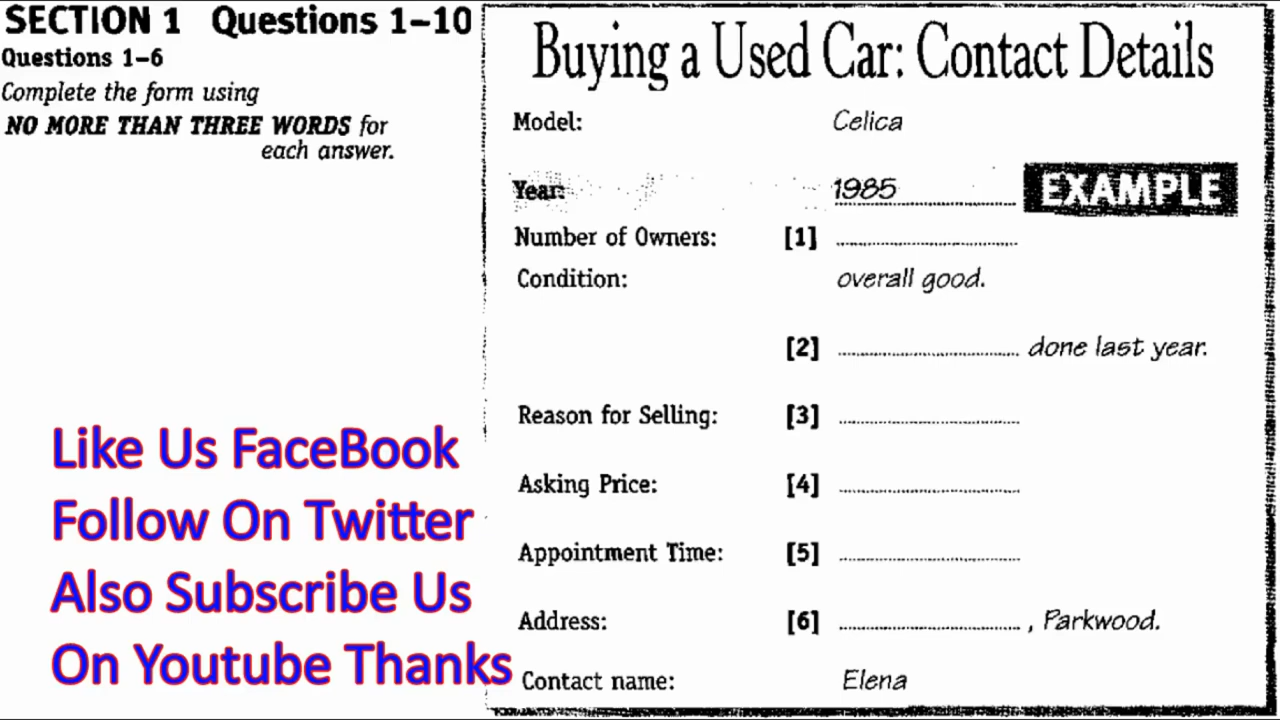 SECTION 1 Questions 1–10
Questions 1–6
Complete the form using
NO MORE THAN THREE WORDS for
each answer.
Buying a Used Car: Contact Details
Model: Celica
Year: 1985 EXAMPLE
Number of Owners: [1] ..............................
Condition: overall good.
[2] .............................. done last year.
Reason for Selling: [3] ..............................
Asking Price: [4] ..............................
Appointment Time: [5] ..............................
Address: [6] .............................. , Parkwood.
Contact name: Elena
Like Us FaceBook
Follow On Twitter
Also Subscribe Us
On Youtube Thanks